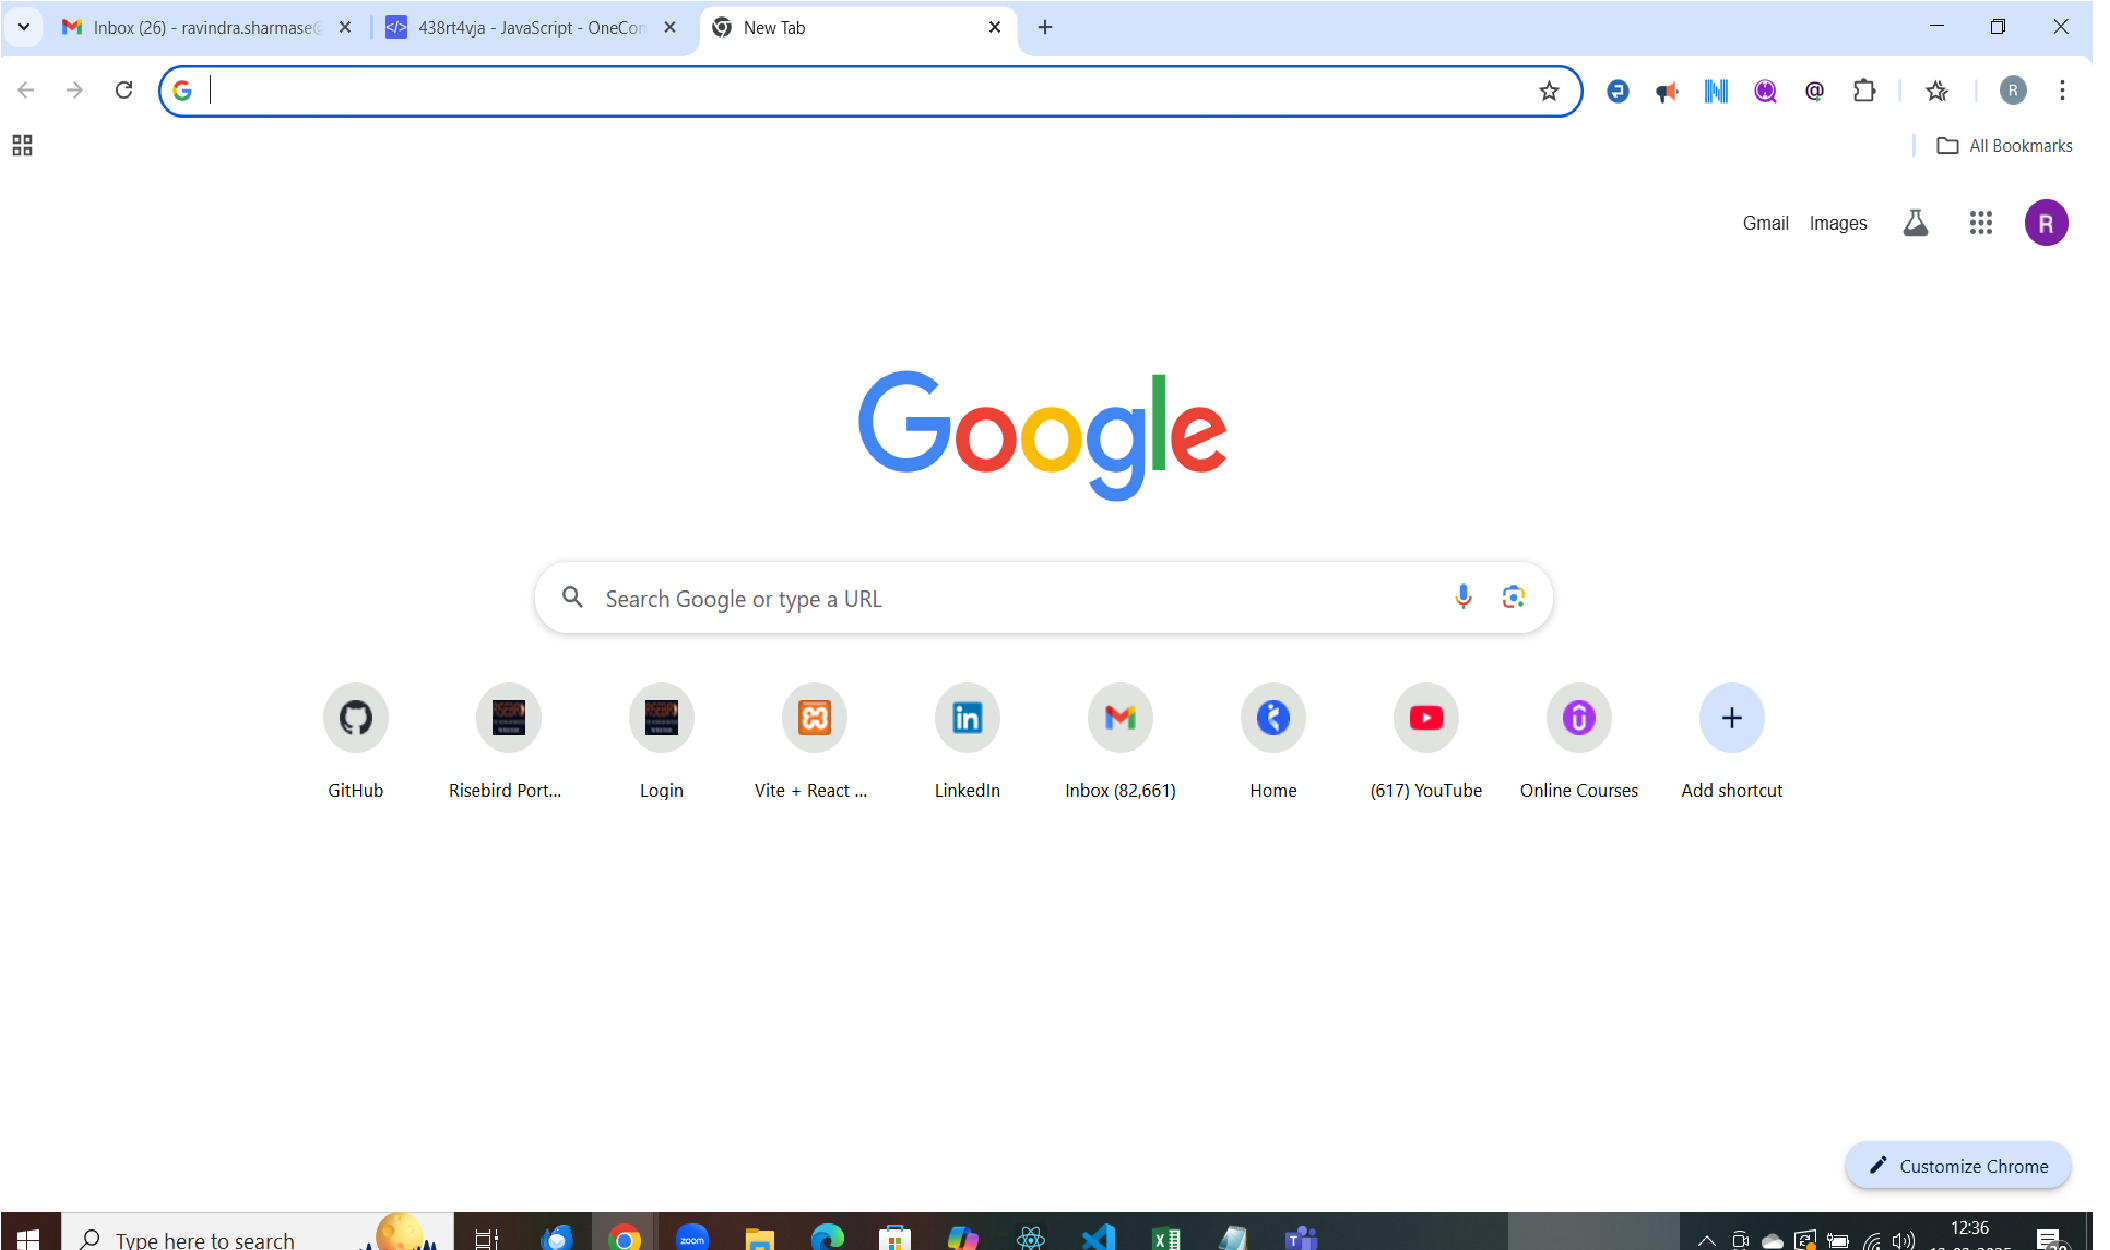 Inbox (26) - ravindra.sharmase@
438rt4vja - JavaScript - OneCom
New Tab
All Bookmarks
Gmail Images
R
R
Google
Search Google or type a URL
GitHub
Risebird Port...
Login
Vite + React ...
LinkedIn
Inbox (82,661)
Home
(617) YouTube
Online Courses
Add shortcut
Customize Chrome
Type here to search
zoom
12:36